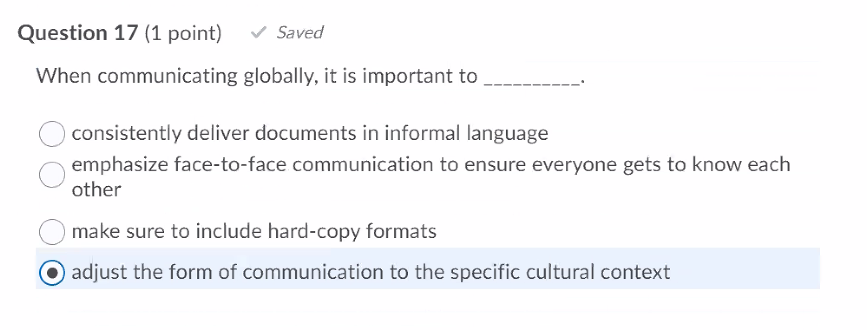 Question 17 (1 point) ✓ Saved
When communicating globally, it is important to __________.
consistently deliver documents in informal language
emphasize face-to-face communication to ensure everyone gets to know each
other
make sure to include hard-copy formats
adjust the form of communication to the specific cultural context